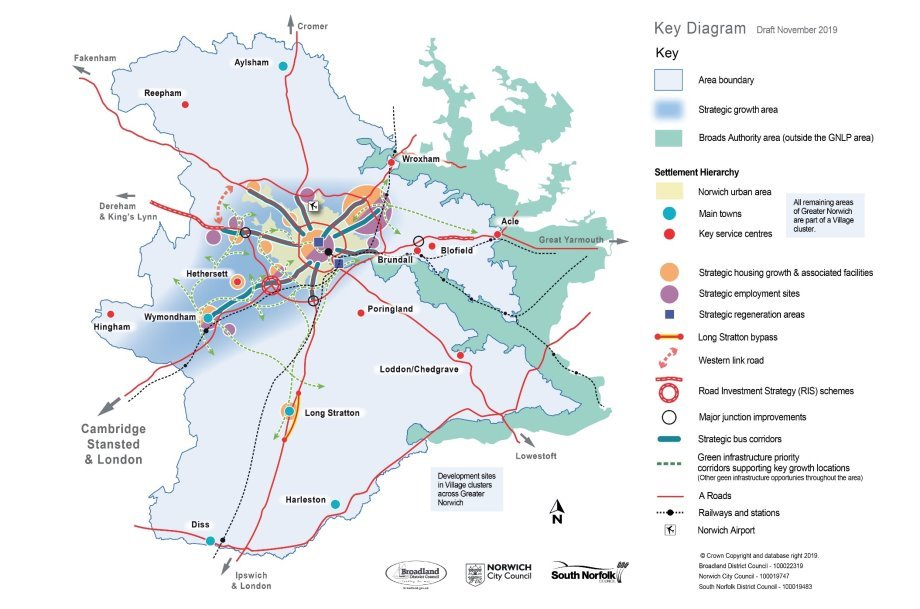 Key Diagram Draft November 2019
Key
Area boundary
Strategic growth area
Broads Authority area (outside the GNLP area)
Settlement Hierarchy
Norwich urban area
Main towns
Key service centres
All remaining areas
of Greater Norwich
are part of a Village
cluster.
Strategic housing growth & associated facilities
Strategic employment sites
Strategic regeneration areas
Long Stratton bypass
Western link road
Road Investment Strategy (RIS) schemes
Major junction improvements
Strategic bus corridors
Green infrastructure priority
corridors supporting key growth locations
(Other geen infrastructure opportunries throughout the area)
A Roads
Railways and stations
Norwich Airport
© Crown Copyright and database right 2019.
Broadland District Council - 100022319
Norwich City Council - 100019747
South Norfolk District Council - 100019483
Cromer
Fakenham
Aylsham
Reepham
Wroxham
Dereham
& King's Lynn
Acle
Great Yarmouth
Blofield
Brundall
Hethersett
Wymondham
Hingham
Poringland
Loddon/Chedgrave
Cambridge
Stansted
& London
Long Stratton
Lowestoft
Development sites
in Village clusters
across Greater
Norwich
Harleston
Diss
Ipswich
& London
N
Broadland
District Council
NORWICH
City Council
South Norfolk